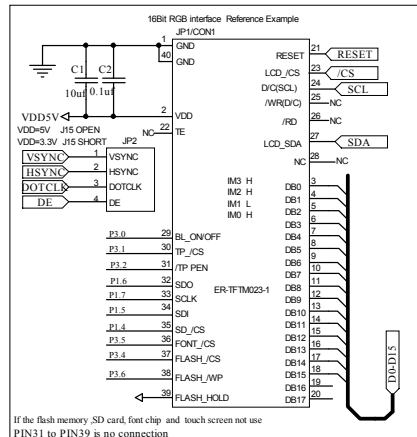 16Bit RGB interface  Reference Example
JP1/CON1
1 GND
40 GND
C1 C2
10uf 0.1uf
VDD5V 2 VDD
VDD=5V J15 OPEN
VDD=3.3V J15 SHORT
NC 22 TE
JP2
VSYNC 1 VSYNC
HSYNC 2 HSYNC
DOTCLK 3 DOTCLK
DE 4 DE
P3.0 29 BL_ON/OFF
P3.1 30 TP_/CS
P3.2 31 /TP PEN
P1.6 32 SDO
P1.7 33 SCLK
P1.5 34 SDI
P1.4 35 SD_/CS
P3.5 36 FONT_/CS
P3.4 37 FLASH_/CS
P3.6 38 FLASH_/WP
39 FLASH_HOLD
RESET 21 RESET
LCD_/CS 23 /CS
D/C(SCL) 24 SCL
/WR(D/C) 25 NC
/RD 26 NC
LCD_SDA 27 SDA
NC 28 NC
IM3 H
IM2 H
IM1 L
IM0 H
ER-TFTM023-1
DB0 3
DB1 4
DB2 5
DB3 6
DB4 7
DB5 8
DB6 9
DB7 10
DB8 11
DB9 12
DB10 13
DB11 14
DB12 15
DB13 16
DB14 17
DB15 18
DB16 19
DB17 20
D0-D15
If the flash memory ,SD card, font chip and touch screen not use
PIN31 to PIN39 is no connection